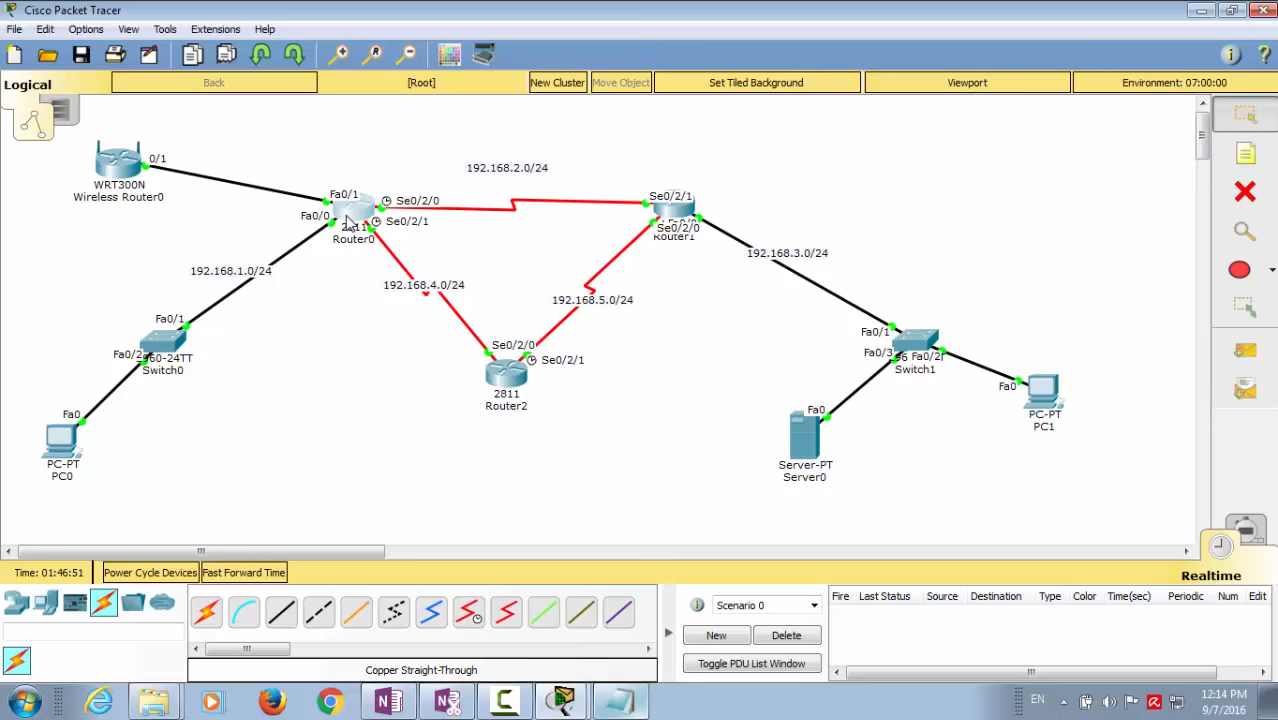 Cisco Packet Tracer
File Edit Options View Tools Extensions Help
Logical Back [Root] New Cluster Move Object Set Tiled Background Viewport Environment: 07:00:00
0/1
WRT300N
Wireless Router0
192.168.2.0/24
Fa0/1
Se0/2/0
Fa0/0
Se0/2/1
Router0
Se0/2/1
Se0/2/0
Router1
192.168.1.0/24
192.168.4.0/24
192.168.5.0/24
192.168.3.0/24
Fa0/1
Fa0/2
60-24TT
Switch0
Fa0
PC-PT
PC0
Se0/2/0
Se0/2/1
2811
Router2
Fa0/1
Fa0/3
Fa0/2
Switch1
Fa0
Server-PT
Server0
Fa0
PC-PT
PC1
Time: 01:46:51 Power Cycle Devices Fast Forward Time
Realtime
Copper Straight-Through
Scenario 0
New Delete
Toggle PDU List Window
Fire Last Status Source Destination Type Color Time(sec) Periodic Num Edit
EN
12:14 PM
9/7/2016